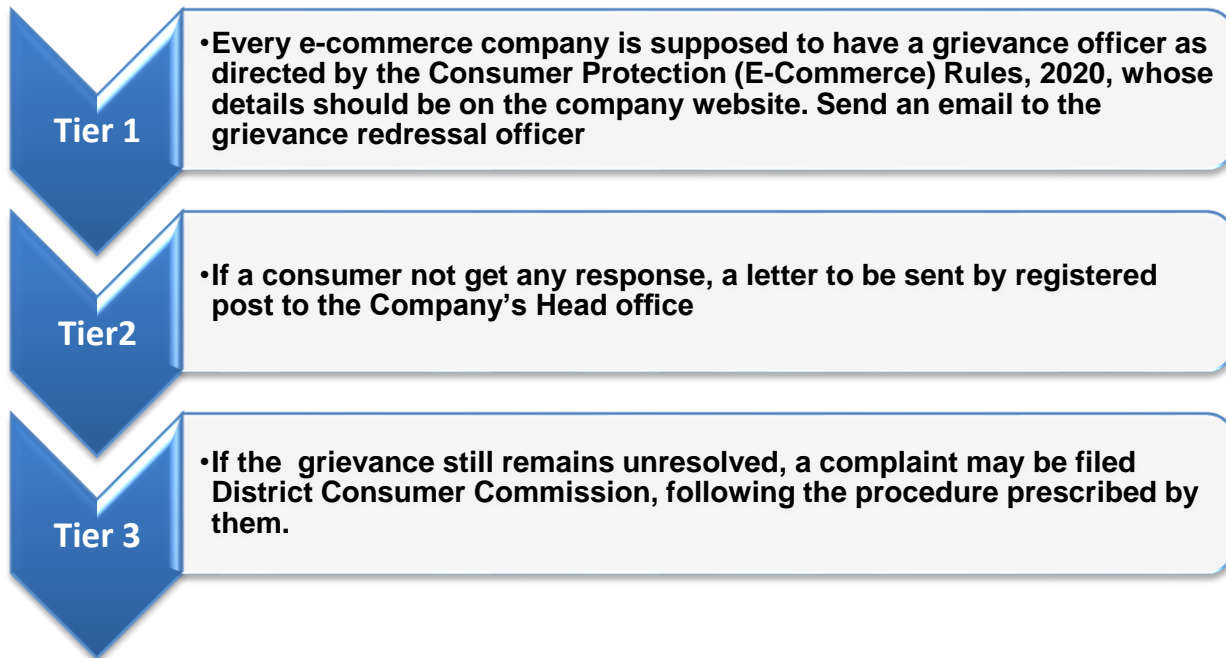 Tier 1
•Every e-commerce company is supposed to have a grievance officer as
directed by the Consumer Protection (E-Commerce) Rules, 2020, whose
details should be on the company website. Send an email to the
grievance redressal officer
Tier2
•If a consumer not get any response, a letter to be sent by registered
post to the Company’s Head office
Tier 3
•If the  grievance still remains unresolved, a complaint may be filed
District Consumer Commission, following the procedure prescribed by
them.